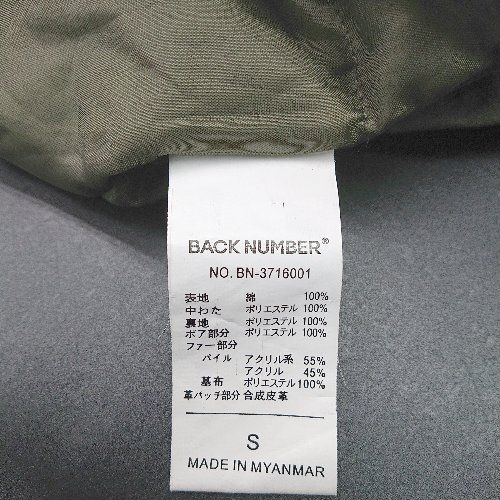 BACK NUMBER®
NO. BN-3716001
表地 綿 100%
中わた ポリエステル 100%
裏地 ポリエステル 100%
ボア部分 ポリエステル 100%
ファー部分
パイル アクリル系 55%
アクリル 45%
基布 ポリエステル 100%
革パッチ部分 合成皮革
S
MADE IN MYANMAR